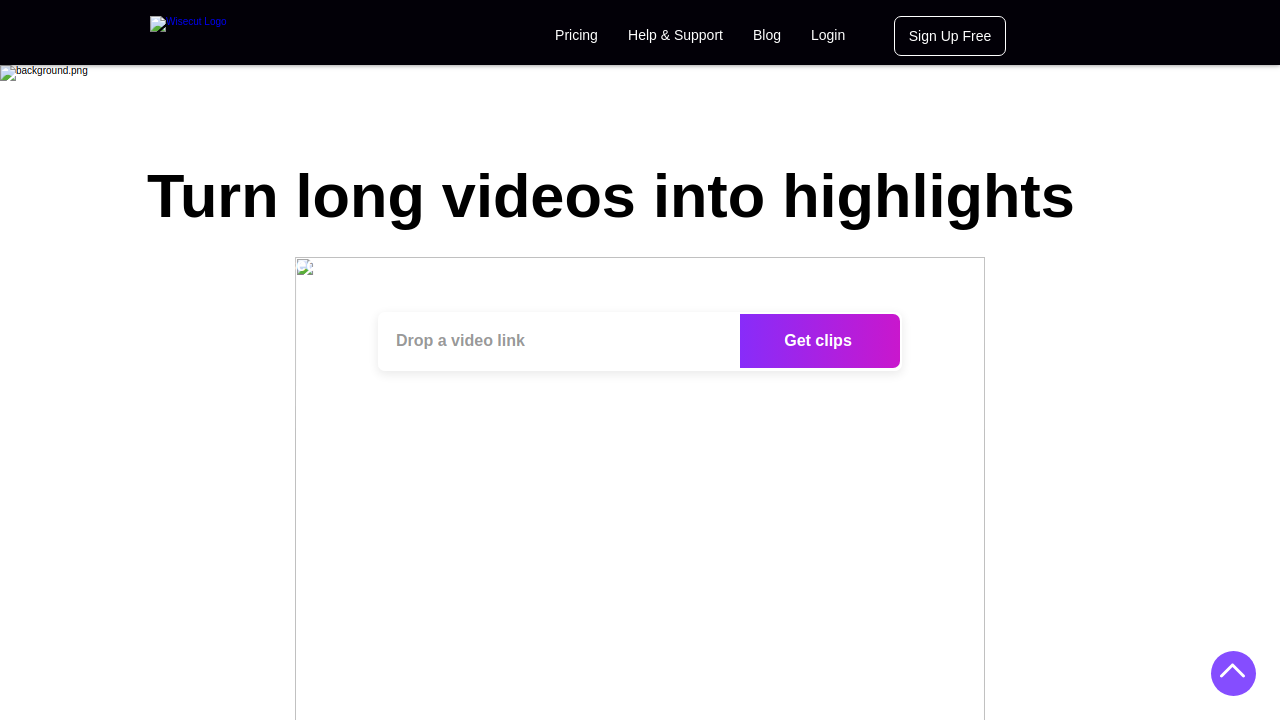 Wisecut Logo
Pricing
Help & Support
Blog
Login
Sign Up Free
background.png
Turn long videos into highlights
Drop a video link
Get clips